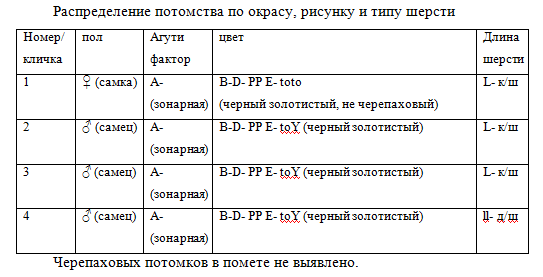 Распределение потомства по окрасу, рисунку и типу шерсти
Номер/ кличка пол Агути фактор цвет Длина шерсти
1 ♀ (самка) А- (зонарная) B-D- PP E- toto (черный золотистый, не черепаховый) L- к/ш
2 ♂ (самец) А- (зонарная) B-D- PP E- toY (черный золотистый) L- к/ш
3 ♂ (самец) А- (зонарная) B-D- PP E- toY (черный золотистый) L- к/ш
4 ♂ (самец) А- (зонарная) B-D- PP E- toY (черный золотистый) ll- д/ш
Черепаховых потомков в помете не выявлено.